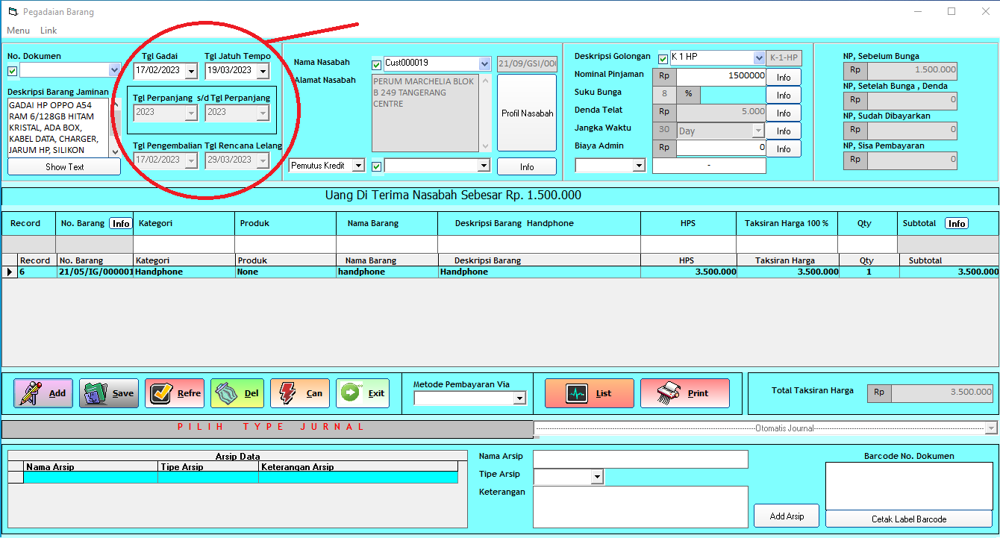 Pegadaian Barang
Menu Link
No. Dokumen
Deskripsi Barang Jaminan
GADAI HP OPPO A54
RAM 6/128GB HITAM
KRISTAL, ADA BOX,
KABEL DATA, CHARGER,
JARUM HP, SILIKON
Show Text
Tgl Gadai Tgl Jatuh Tempo
17/02/2023 19/03/2023
Tgl Perpanjang s/d Tgl Perpanjang
2023 2023
Tgl Pengembalian Tgl Rencana Lelang
17/02/2023 29/03/2023
Nama Nasabah Cust000019 21/09/GSI/000
Alamat Nasabah
PERUM MARCHELIA BLOK
B 249 TANGERANG
CENTRE
Profil Nasabah
Pemutus Kredit Info
Deskripsi Golongan K 1 HP K-1-HP
Nominal Pinjaman Rp 1500000 Info
Suku Bunga 8 % Info
Denda Telat Rp 5.000 Info
Jangka Waktu 30 Day Info
Biaya Admin Rp 0 Info
-
NP, Sebelum Bunga
Rp 1.500.000
NP, Setelah Bunga , Denda
Rp 0
NP, Sudah Dibayarkan
Rp 0
NP, Sisa Pembayaran
Rp 0
Uang Di Terima Nasabah Sebesar Rp. 1.500.000
Record No. Barang Info Kategori Produk Nama Barang Deskripsi Barang Handphone HPS Taksiran Harga 100 % Qty Subtotal Info
Record No. Barang Kategori Produk Nama Barang Deskripsi Barang HPS Taksiran Harga Qty Subtotal
6 21/05/IG/000001 Handphone None handphone Handphone 3.500.000 3.500.000 1 3.500.000
Add Save Refre Del Can Exit
Metode Pembayaran Via
List Print
Total Taksiran Harga Rp 3.500.000
PILIH TYPE JURNAL
------------------------Otomatis Journal------------------------
Arsip Data
Nama Arsip Tipe Arsip Keterangan Arsip
Nama Arsip
Tipe Arsip
Keterangan
Add Arsip
Barcode No. Dokumen
Cetak Label Barcode